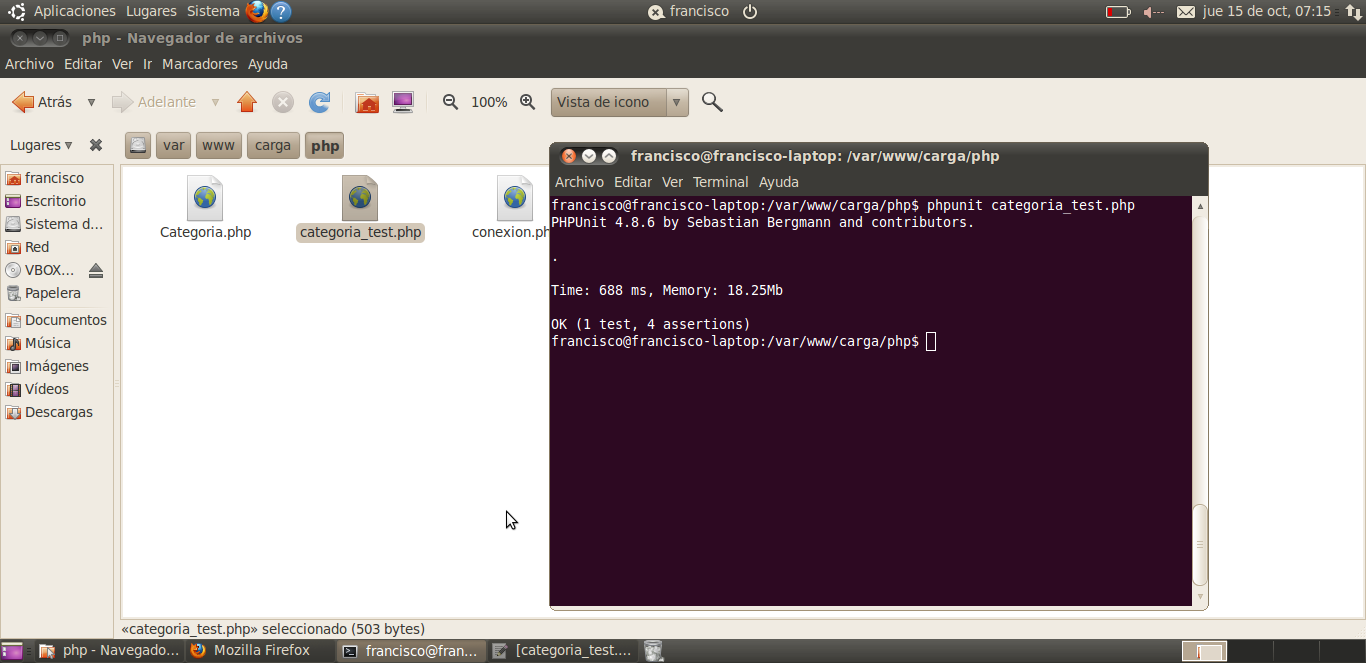 Aplicaciones Lugares Sistema francisco jue 15 de oct, 07:15
php - Navegador de archivos
Archivo Editar Ver Ir Marcadores Ayuda
Atrás Adelante 100% Vista de icono
Lugares var www carga php
francisco
Escritorio
Sistema d...
Red
VBOX...
Papelera
Documentos
Música
Imágenes
Vídeos
Descargas
Categoria.php categoria_test.php conexion.ph
francisco@francisco-laptop: /var/www/carga/php
Archivo Editar Ver Terminal Ayuda
francisco@francisco-laptop:/var/www/carga/php$ phpunit categoria_test.php
PHPUnit 4.8.6 by Sebastian Bergmann and contributors.
.
Time: 688 ms, Memory: 18.25Mb
OK (1 test, 4 assertions)
francisco@francisco-laptop:/var/www/carga/php$
«categoria_test.php» seleccionado (503 bytes)
php - Navegado... Mozilla Firefox francisco@fran... [categoria_test....